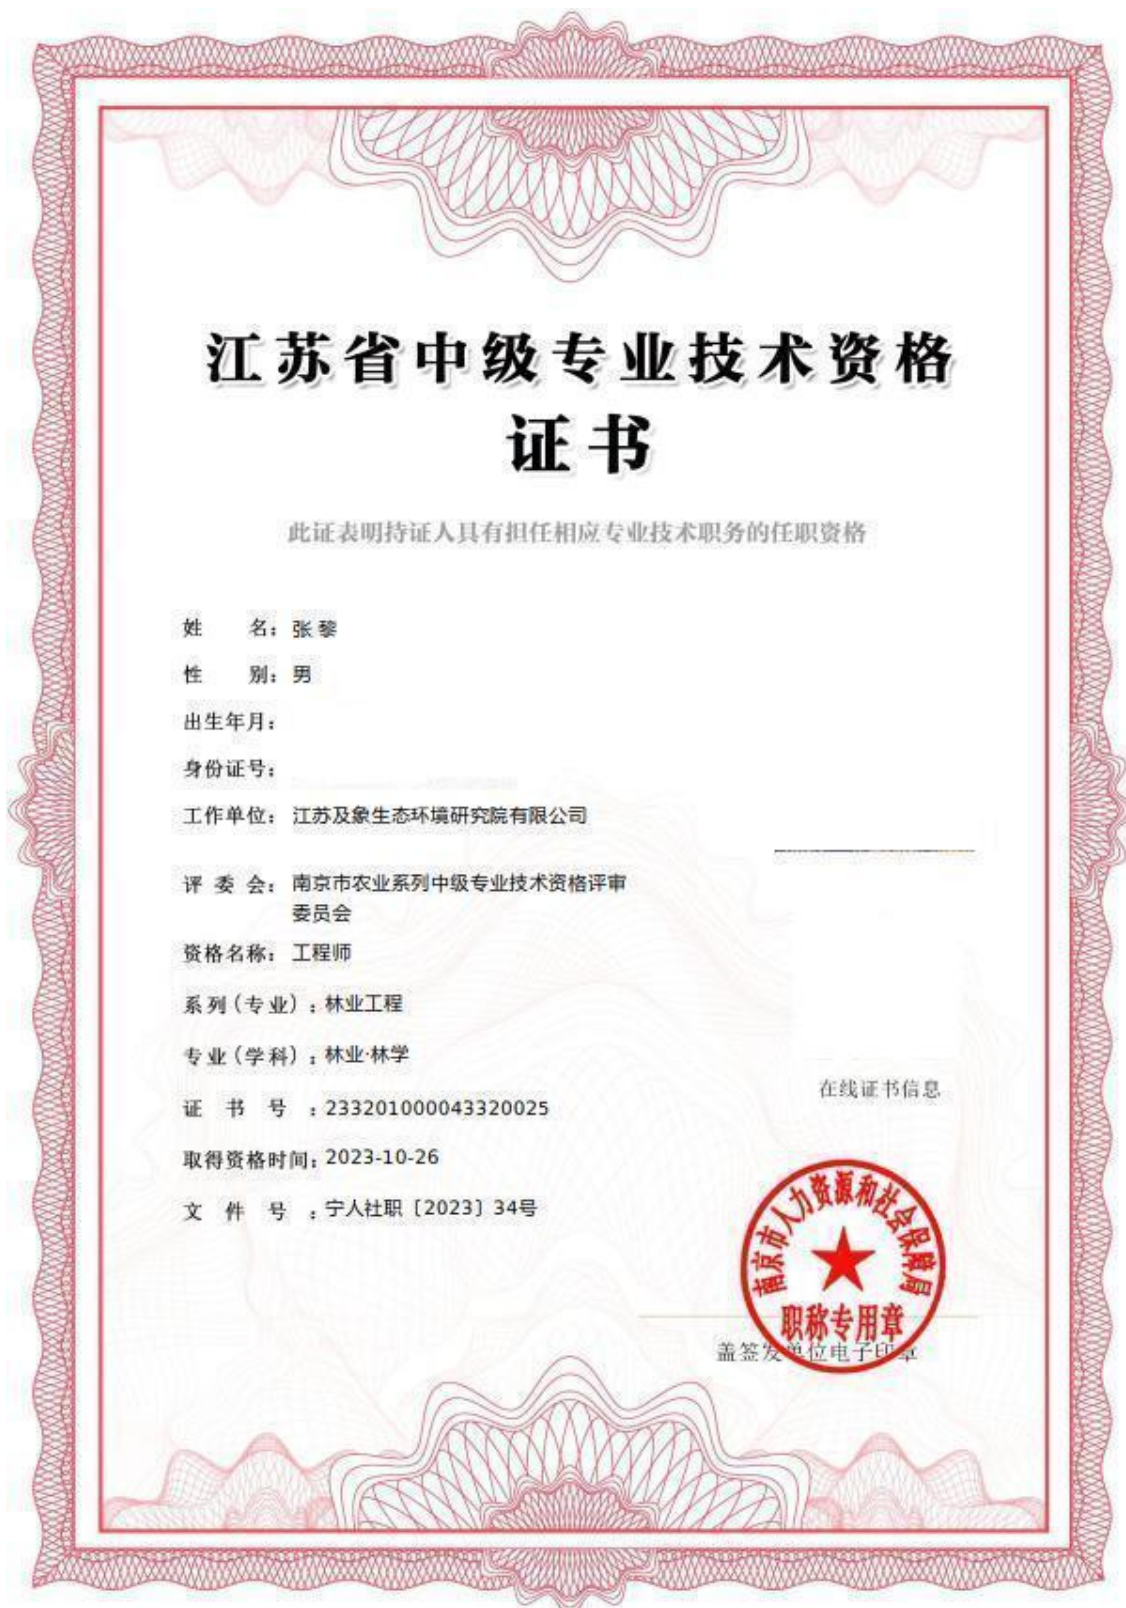 江苏省中级专业技术资格
证书
此证表明持证人具有担任相应专业技术职务的任职资格
姓 名：张黎
性 别：男
出生年月：
身份证号：
工作单位：江苏及象生态环境研究院有限公司
评 委 会：南京市农业系列中级专业技术资格评审
委员会
资格名称：工程师
系列（专业）：林业工程
专业（学科）：林业·林学
证 书 号：233201000043320025
取得资格时间：2023-10-26
文 件 号：宁人社职〔2023〕34号
在线证书信息
南京市人力资源和社会保障局
职称专用章
盖签发单位电子印章